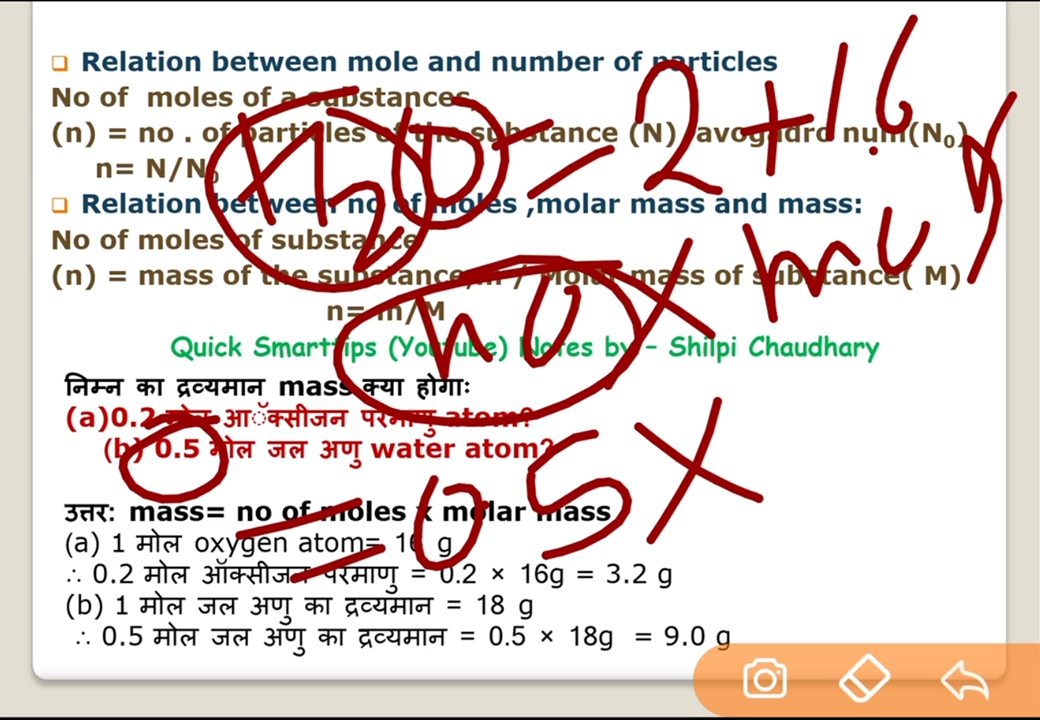 Relation between mole and number of particles
No of moles of a substances
(n) = no . of particles of the substance (N) avogadro num(N₀)
n= N/N₀
Relation between no of moles ,molar mass and mass:
No of moles of substance
(n) = mass of the substance,m / Molar mass of substance( M)
n= m/M
Quick Smarttips (Youtube) Notes by - Shilpi Chaudhary
निम्न का द्रव्यमान mass क्या होगाः
(a)0.2 मोल आॅक्सीजन परमाणु atom?
(b) 0.5 मोल जल अणु water atom?
उत्तर: mass= no of moles x molar mass
(a) 1 मोल oxygen atom= 16 g
∴ 0.2 मोल ऑक्सीजन परमाणु = 0.2 × 16g = 3.2 g
(b) 1 मोल जल अणु का द्रव्यमान = 18 g
∴ 0.5 मोल जल अणु का द्रव्यमान = 0.5 × 18g = 9.0 g
H₂O = 2 + 16
no x
= 0 5 x